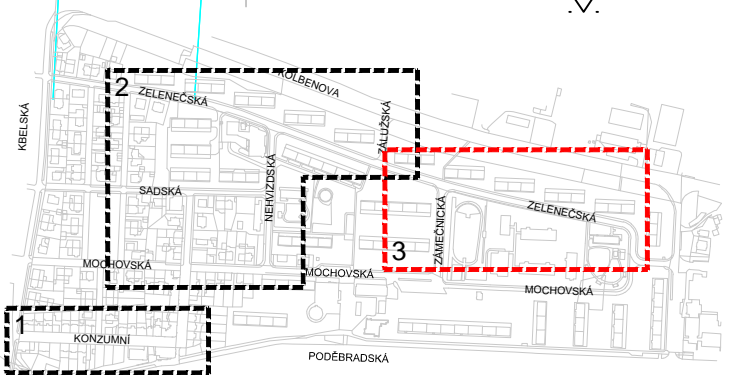 KOLBENOVA
2
ZELENEČSKÁ
KBELSKÁ
ZÁLUŽSKÁ
SADSKÁ
NEHVIZDSKÁ
ZÁMEČNICKÁ
ZELENEČSKÁ
3
MOCHOVSKÁ
MOCHOVSKÁ
MOCHOVSKÁ
1
KONZUMNÍ
PODĚBRADSKÁ